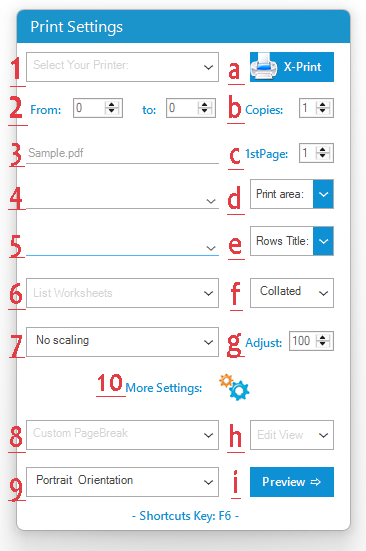 Print Settings
1 Select Your Printer: a X-Print
2 From: 0 to: 0 b Copies: 1
3 Sample.pdf c 1stPage: 1
4 d Print area:
5 e Rows Title:
6 List Worksheets f Collated
7 No scaling g Adjust: 100
10 More Settings:
8 Custom PageBreak h Edit View
9 Portrait Orientation i Preview ⇨
- Shortcuts Key: F6 -